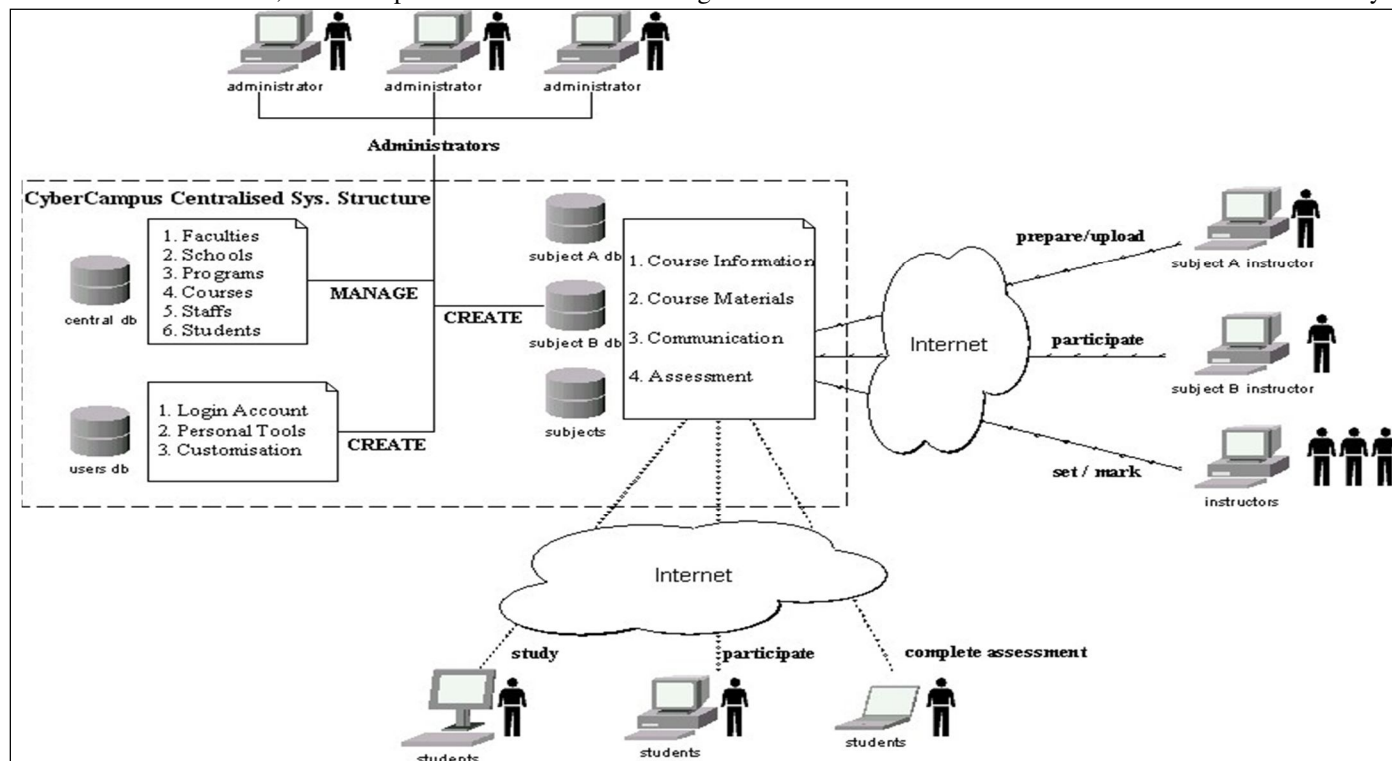 administrator
administrator
administrator
Administrators
CyberCampus Centralised Sys. Structure
central db
1. Faculties
2. Schools
3. Programs
4. Courses
5. Staffs
6. Students
MANAGE
users db
1. Login Account
2. Personal Tools
3. Customisation
CREATE
CREATE
subject A db
subject B db
subjects
1. Course Information
2. Course Materials
3. Communication
4. Assessment
Internet
prepare/upload
subject A instructor
participate
subject B instructor
set / mark
instructors
Internet
study
participate
complete assessment
students
students
students